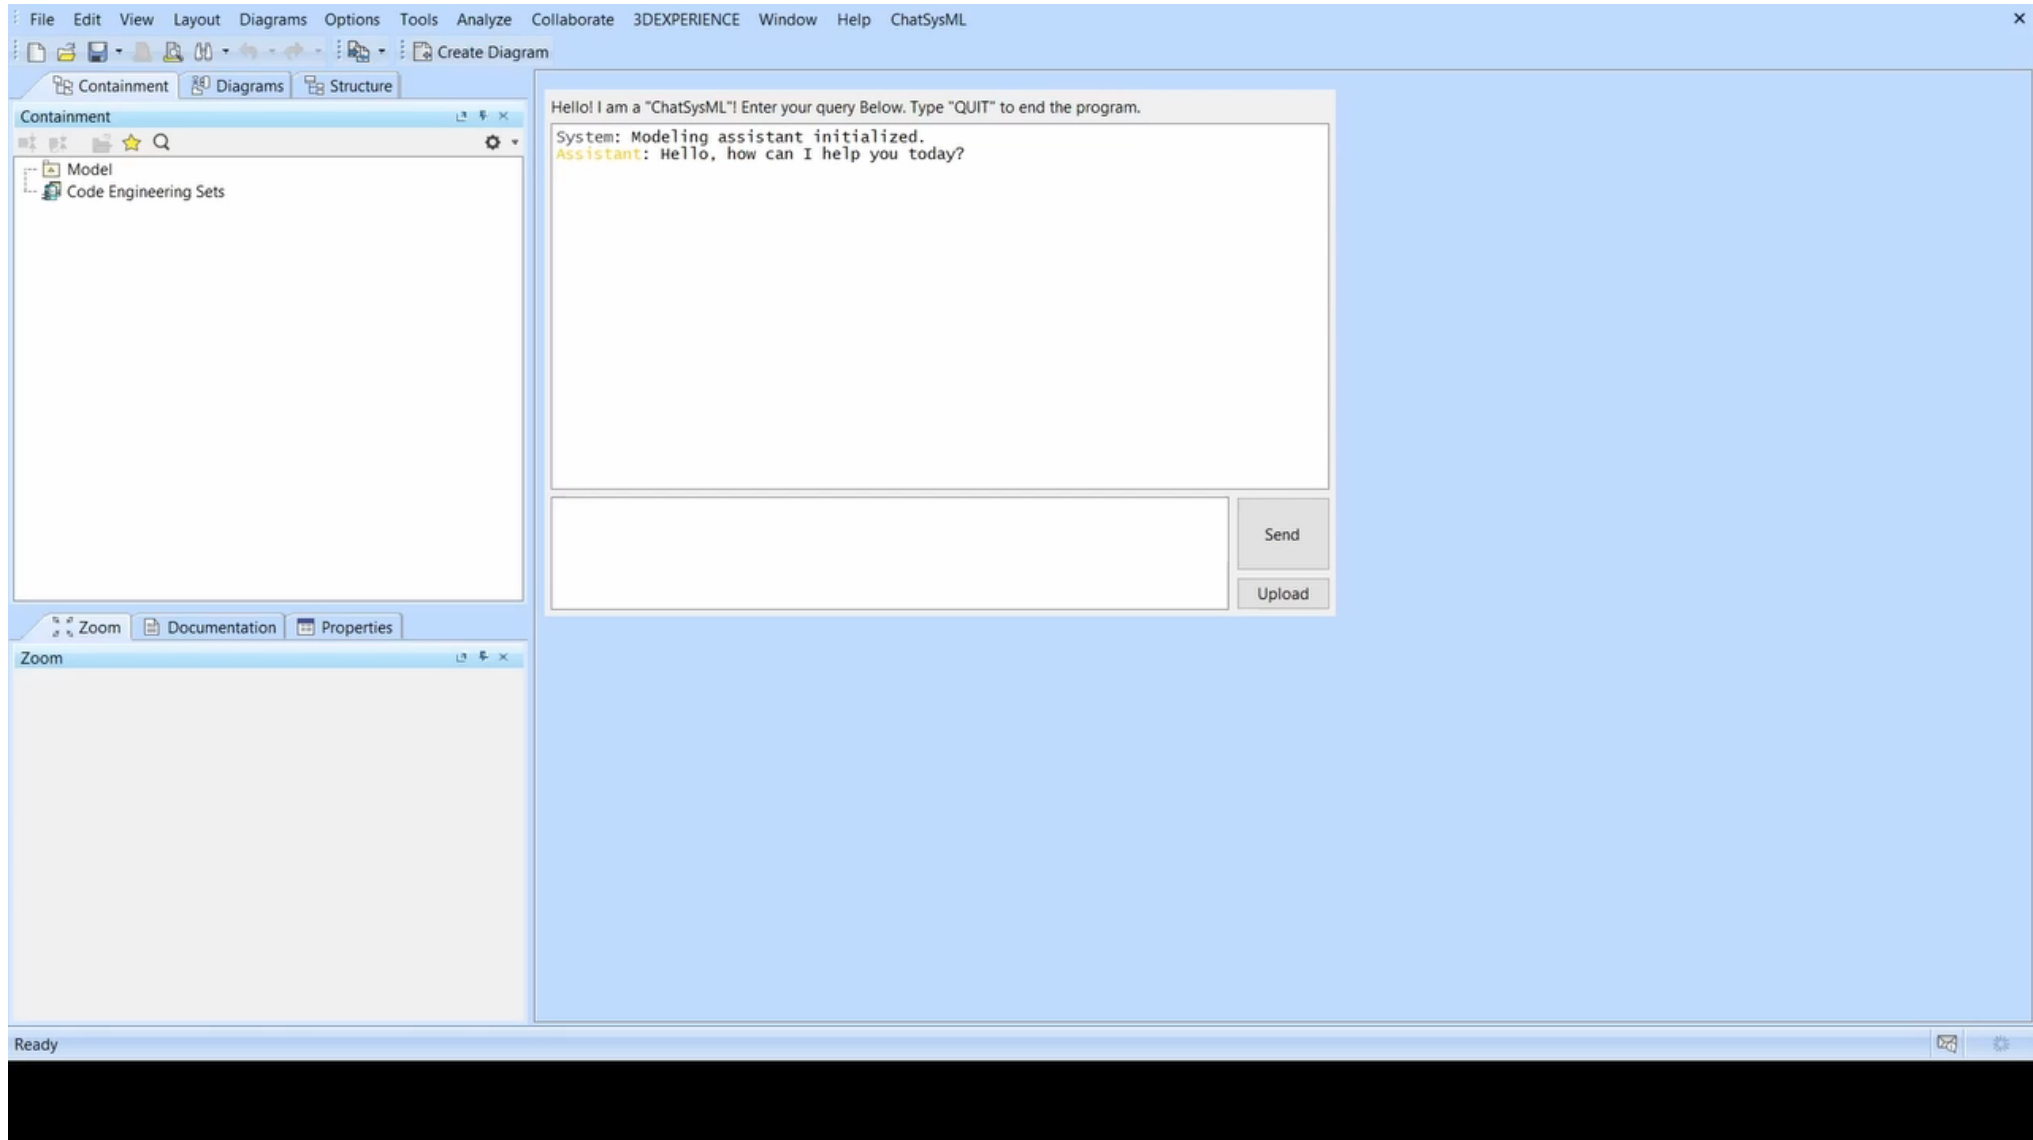 File Edit View Layout Diagrams Options Tools Analyze Collaborate 3DEXPERIENCE Window Help ChatSysML
Create Diagram
Containment Diagrams Structure
Containment
Model
Code Engineering Sets
Hello! I am a "ChatSysML"! Enter your query Below. Type "QUIT" to end the program.
System: Modeling assistant initialized.
Assistant: Hello, how can I help you today?
Send
Upload
Zoom Documentation Properties
Zoom
Ready